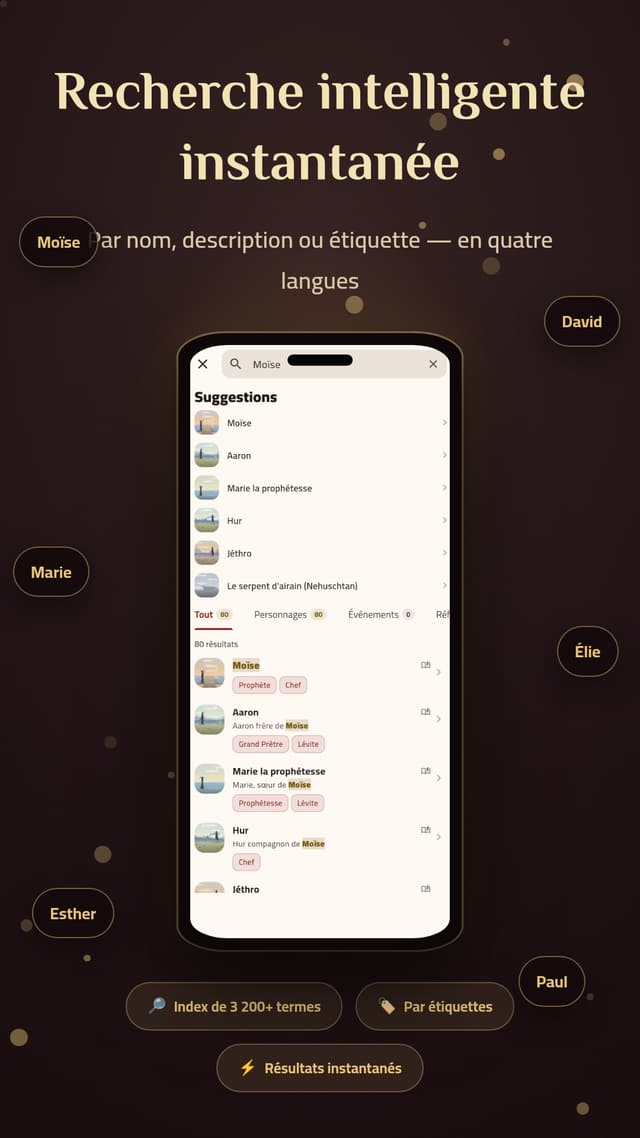 Recherche intelligente
instantanée
Moïse
Par nom, description ou étiquette — en quatre
langues
David
Moïse
Suggestions
Moïse
Aaron
Marie la prophétesse
Hur
Jéthro
Le serpent d'airain (Nehuschtan)
Tout 80 Personnages 80 Événements 0 Réf
80 résultats
Moïse
Prophète Chef
Aaron
Aaron frère de Moïse
Grand Prêtre Lévite
Marie la prophétesse
Marie, sœur de Moïse
Prophétesse Lévite
Hur
Hur compagnon de Moïse
Chef
Jéthro
Marie
Élie
Esther
Paul
🔎 Index de 3 200+ termes
🏷️ Par étiquettes
⚡ Résultats instantanés